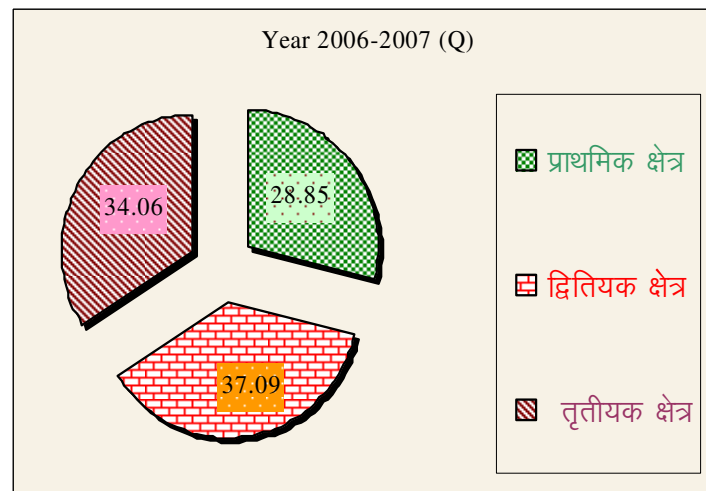 Year 2006-2007 (Q)
34.06
28.85
37.09
प्राथमिक क्षेत्र
द्वितियक क्षेत्र
तृतीयक क्षेत्र